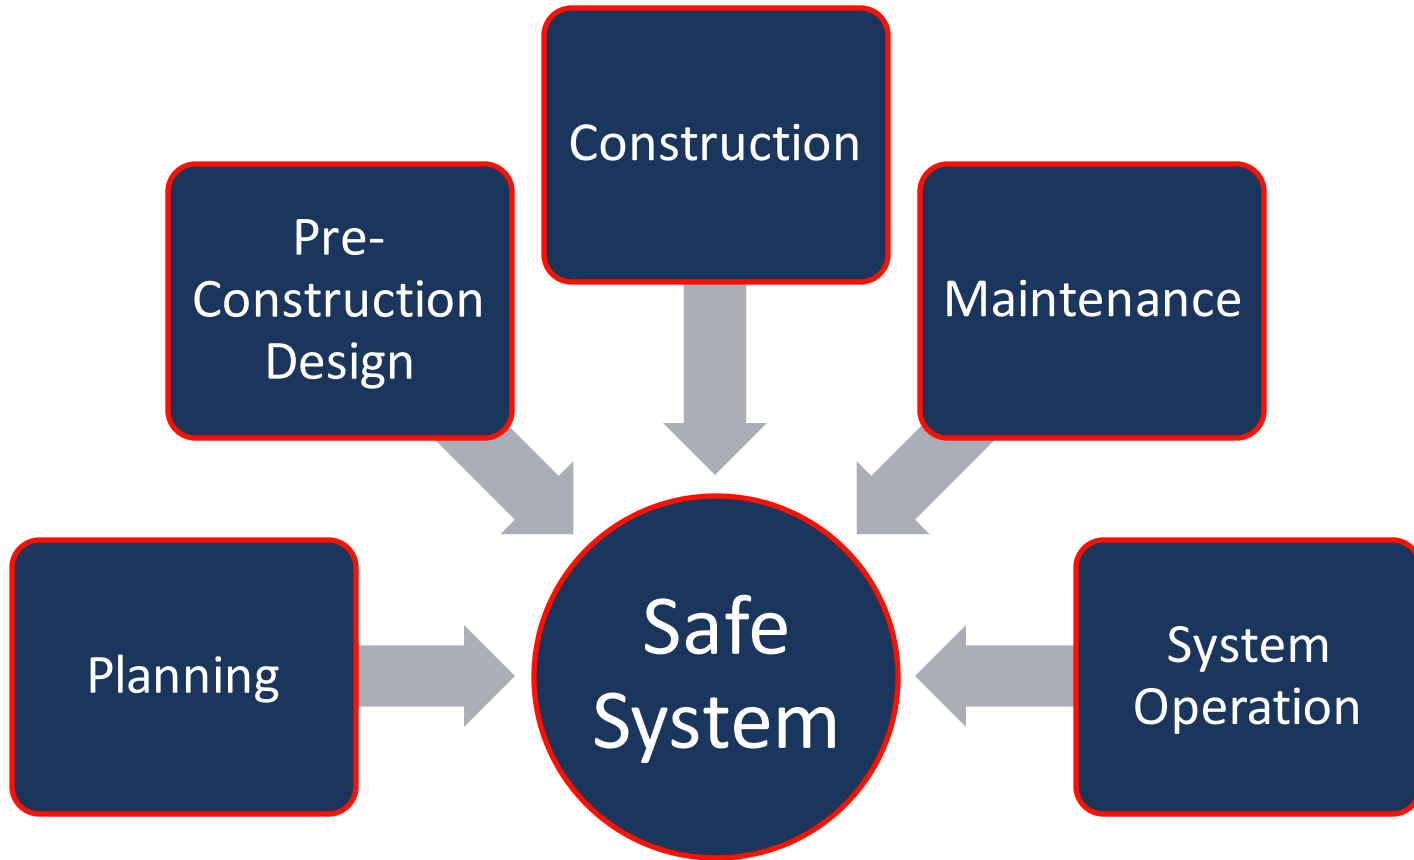 Construction
Pre-
Construction
Design
Maintenance
Planning
Safe
System
System
Operation